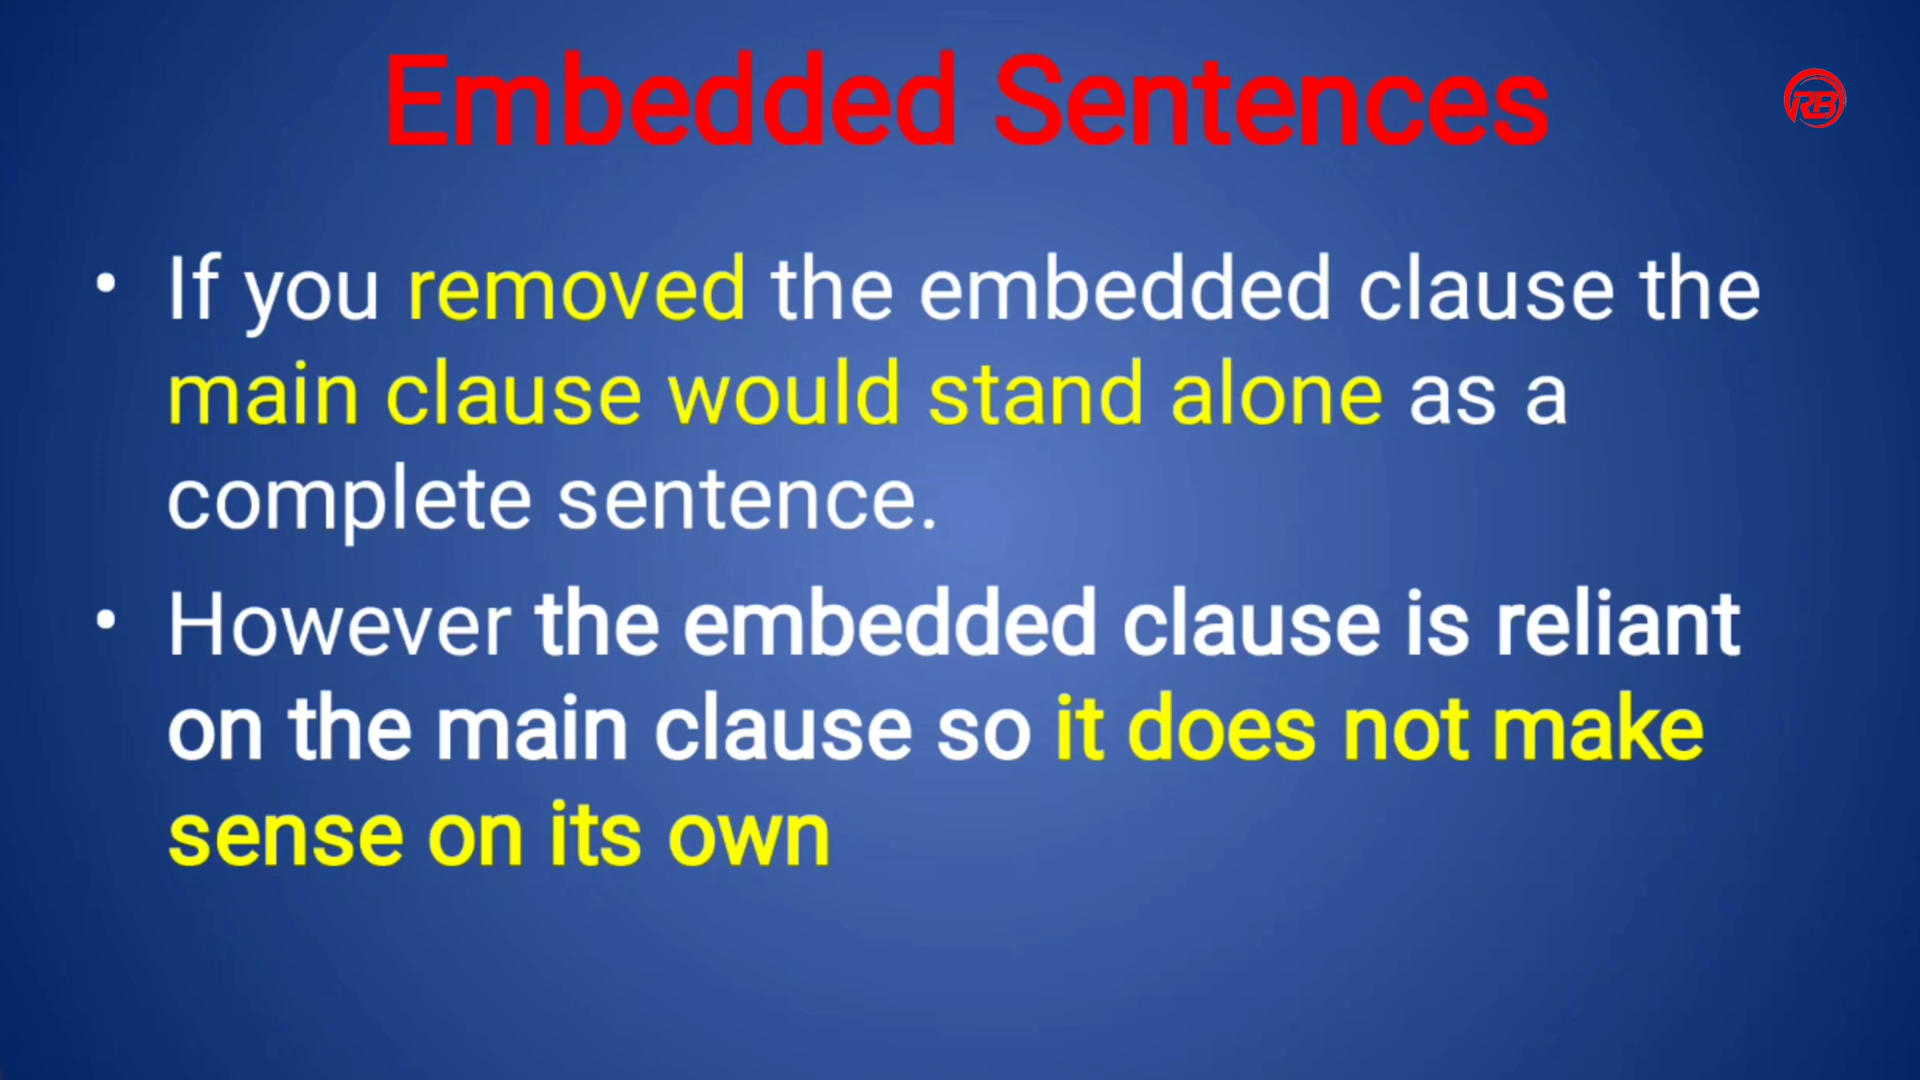 Embedded Sentences
RB
• If you removed the embedded clause the
main clause would stand alone as a
complete sentence.
• However the embedded clause is reliant
on the main clause so it does not make
sense on its own